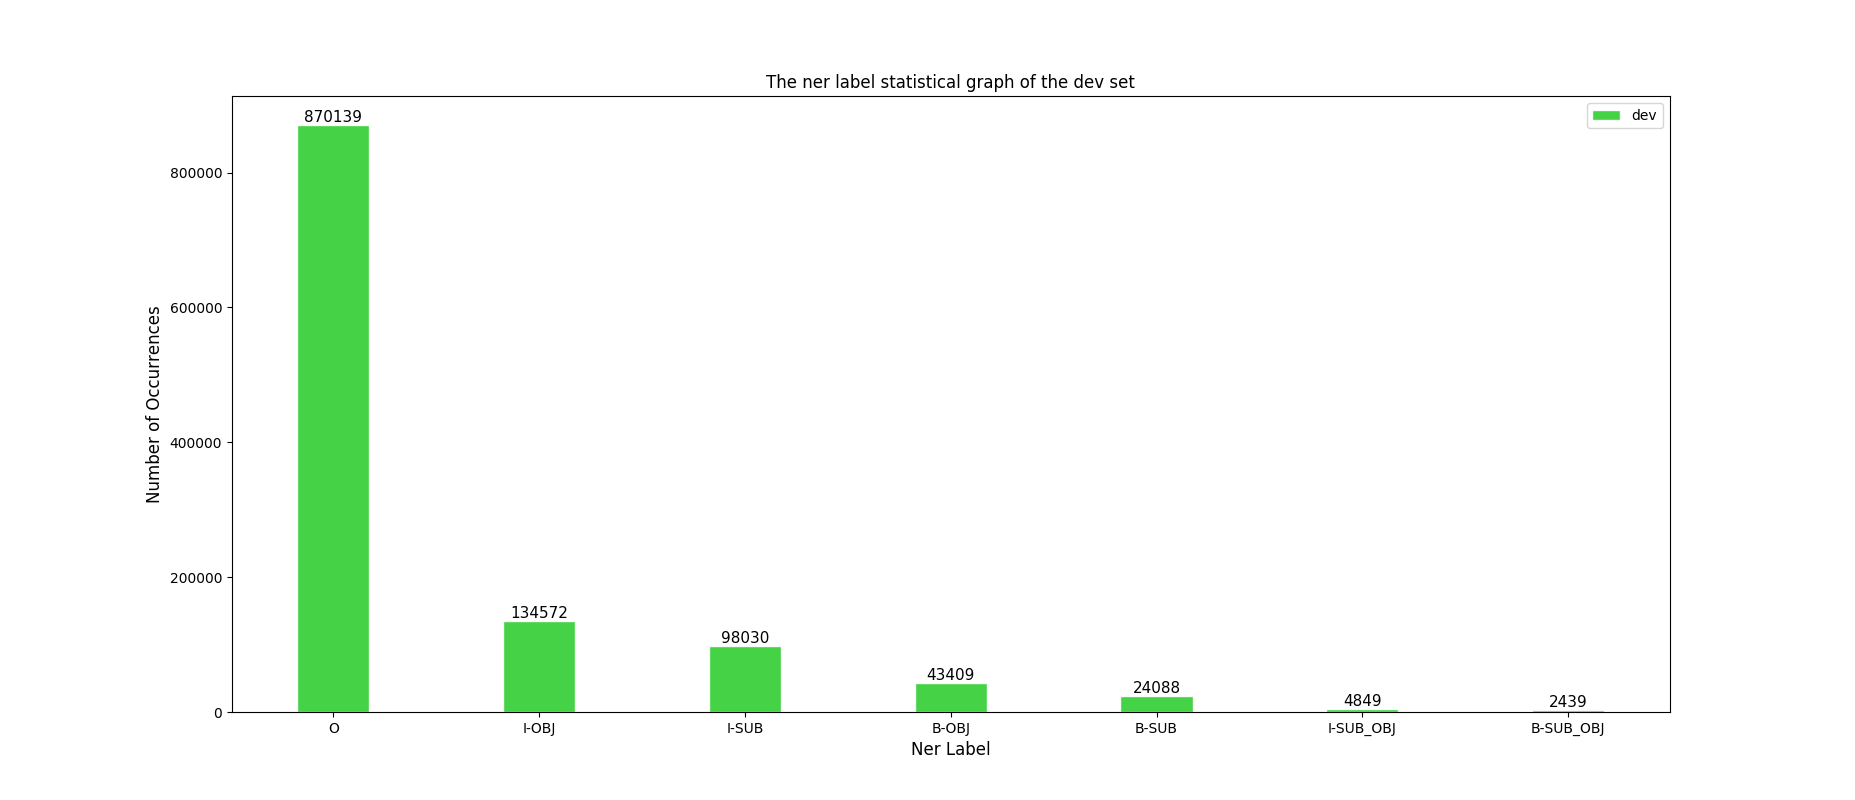 The ner label statistical graph of the dev set
dev
870139
134572
98030
43409
24088
4849
2439
800000
600000
400000
200000
0
Number of Occurrences
O I-OBJ I-SUB B-OBJ B-SUB I-SUB_OBJ B-SUB_OBJ
Ner Label